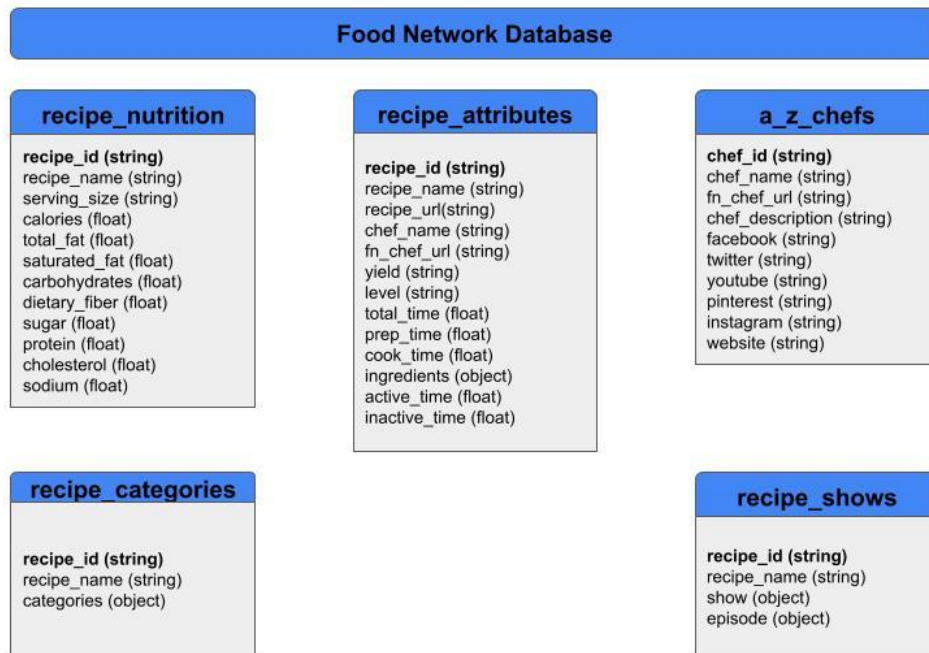 Food Network Database
recipe_nutrition
recipe_id (string)
recipe_name (string)
serving_size (string)
calories (float)
total_fat (float)
saturated_fat (float)
carbohydrates (float)
dietary_fiber (float)
sugar (float)
protein (float)
cholesterol (float)
sodium (float)
recipe_attributes
recipe_id (string)
recipe_name (string)
recipe_url(string)
chef_name (string)
fn_chef_url (string)
yield (string)
level (string)
total_time (float)
prep_time (float)
cook_time (float)
ingredients (object)
active_time (float)
inactive_time (float)
a_z_chefs
chef_id (string)
chef_name (string)
fn_chef_url (string)
chef_description (string)
facebook (string)
twitter (string)
youtube (string)
pinterest (string)
instagram (string)
website (string)
recipe_categories
recipe_id (string)
recipe_name (string)
categories (object)
recipe_shows
recipe_id (string)
recipe_name (string)
show (object)
episode (object)